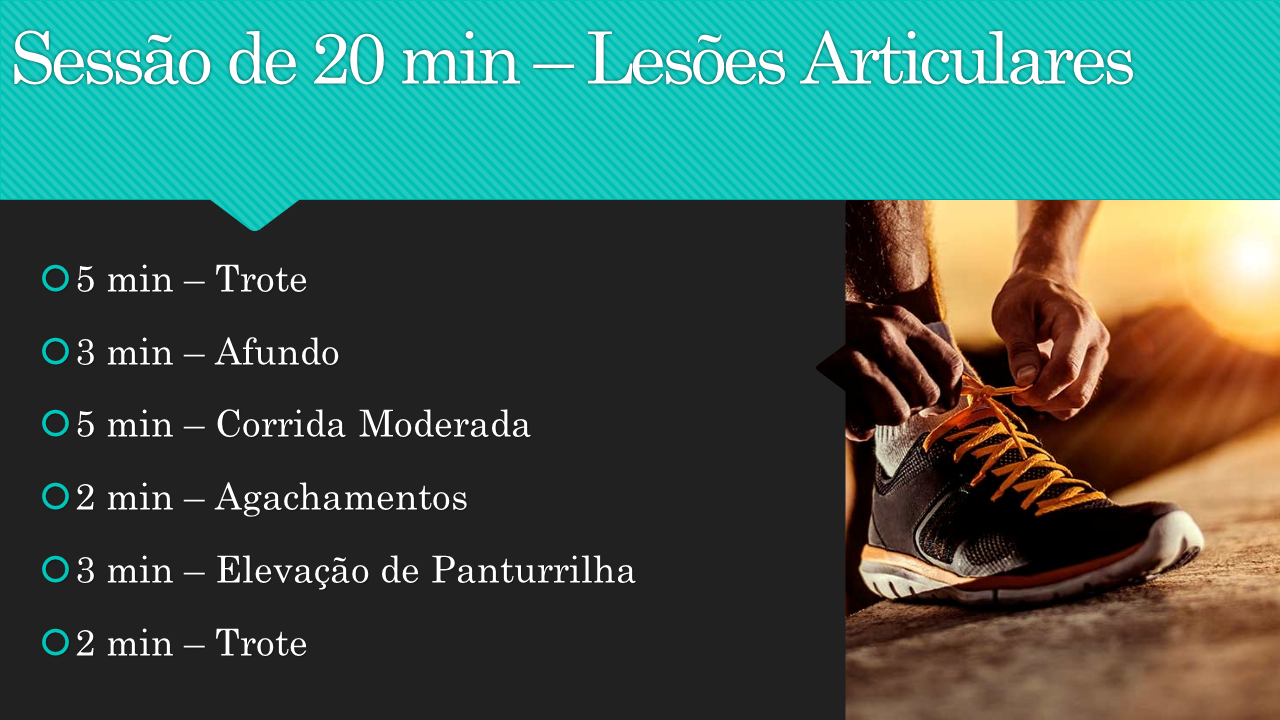 Sessão de 20 min – Lesões Articulares
5 min – Trote
3 min – Afundo
5 min – Corrida Moderada
2 min – Agachamentos
3 min – Elevação de Panturrilha
2 min – Trote